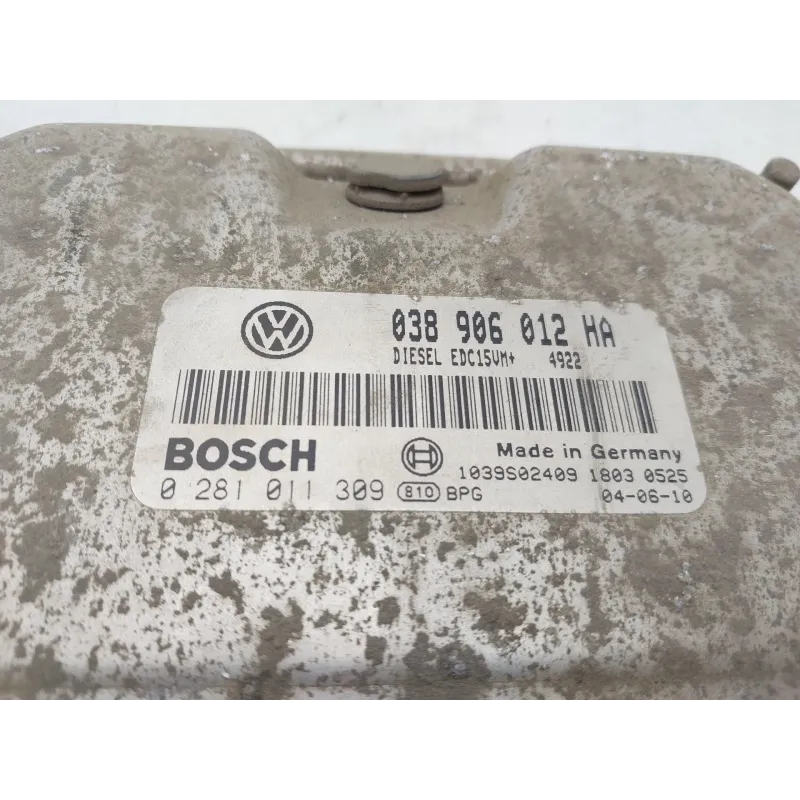 038 906 012 HA
DIESEL EDC15VM+ 4922
BOSCH
Made in Germany
1039S02409 1803 0525
0 281 011 309 810 BPG
04-06-10